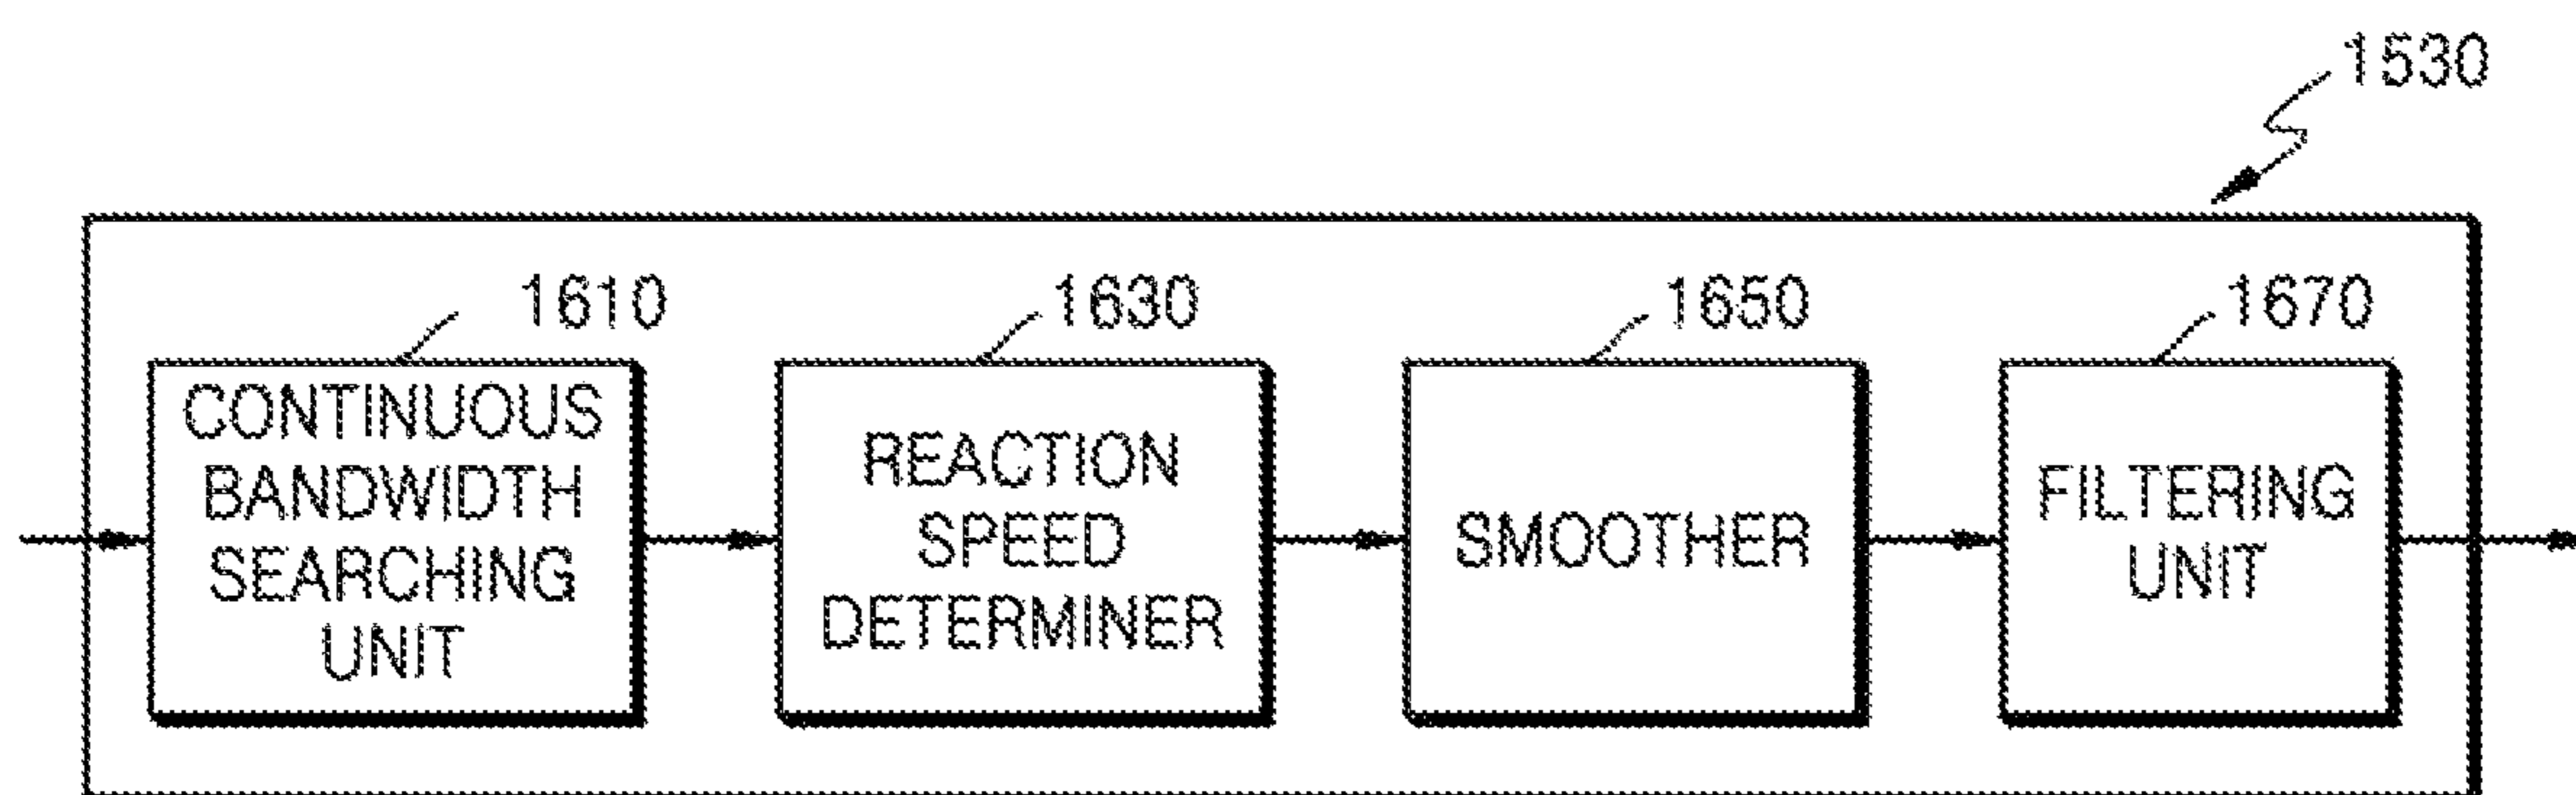 1530
1610
CONTINUOUS
BANDWIDTH
SEARCHING
UNIT
1630
REACTION
SPEED
DETERMINER
1650
SMOOTHER
1670
FILTERING
UNIT